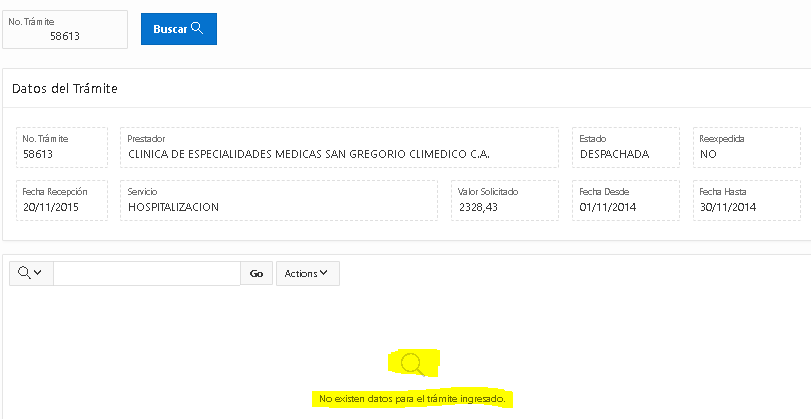 No. Trámite
58613
Buscar
Datos del Trámite
No. Trámite
58613
Prestador
CLINICA DE ESPECIALIDADES MEDICAS SAN GREGORIO CLIMEDICO C.A.
Estado
DESPACHADA
Reexpedida
NO
Fecha Recepción
20/11/2015
Servicio
HOSPITALIZACION
Valor Solicitado
2328,43
Fecha Desde
01/11/2014
Fecha Hasta
30/11/2014
Go
Actions
No existen datos para el trámite ingresado.